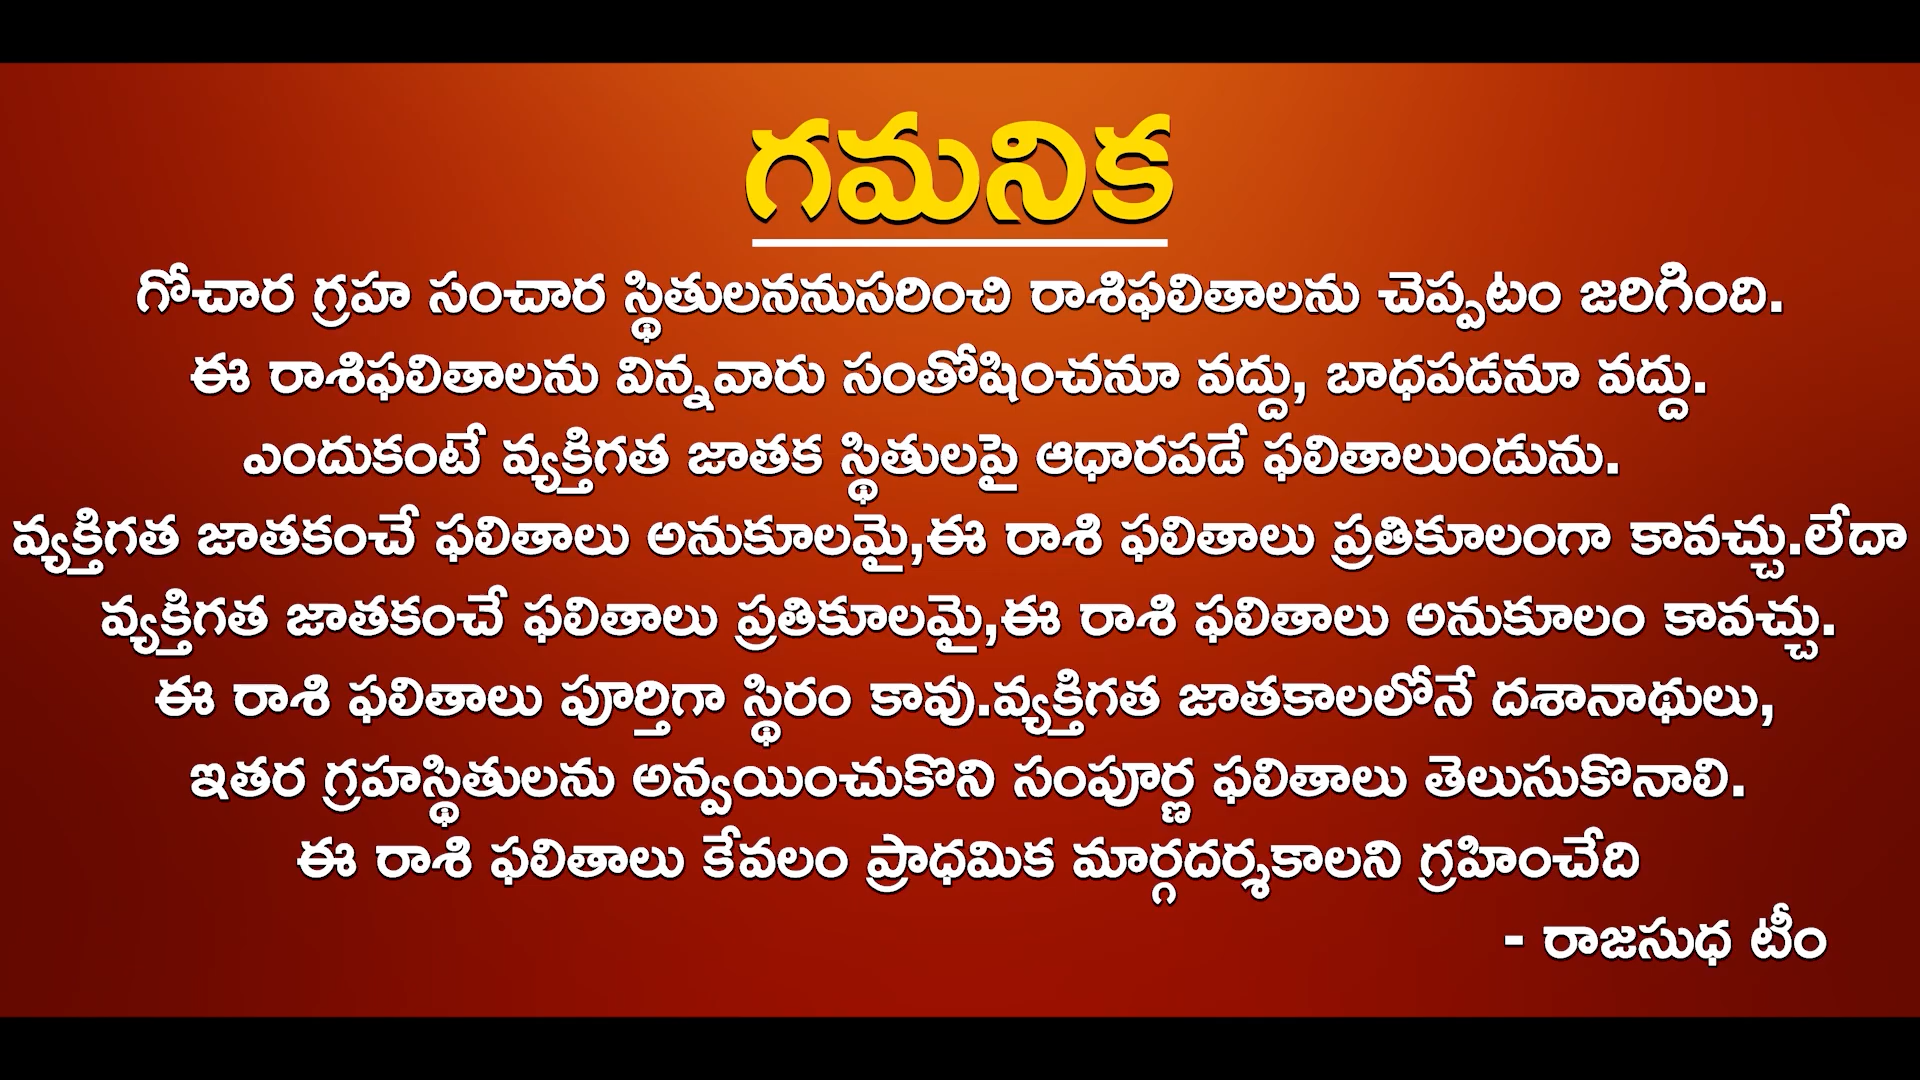 గమనిక
గోచార గ్రహ సంచార స్థితులననుసరించి రాశిఫలితాలను చెప్పటం జరిగింది.
ఈ రాశిఫలితాలను విన్నవారు సంతోషించనూ వద్దు, బాధపడనూ వద్దు.
ఎందుకంటే వ్యక్తిగత జాతక స్థితులపై ఆధారపడే ఫలితాలుండును.
వ్యక్తిగత జాతకంచే ఫలితాలు అనుకూలమై,ఈ రాశి ఫలితాలు ప్రతికూలంగా కావచ్చు.లేదా
వ్యక్తిగత జాతకంచే ఫలితాలు ప్రతికూలమై,ఈ రాశి ఫలితాలు అనుకూలం కావచ్చు.
ఈ రాశి ఫలితాలు పూర్తిగా స్థిరం కావు.వ్యక్తిగత జాతకాలలోనే దశానాథులు,
ఇతర గ్రహస్థితులను అన్వయించుకొని సంపూర్ణ ఫలితాలు తెలుసుకొనాలి.
ఈ రాశి ఫలితాలు కేవలం ప్రాధమిక మార్గదర్శకాలని గ్రహించేది
- రాజసుధ టీం